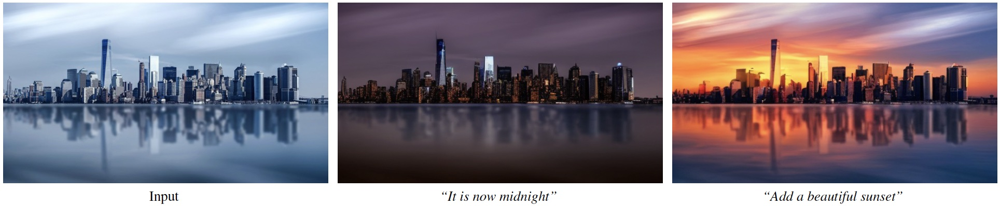 Input
“It is now midnight”
“Add a beautiful sunset”